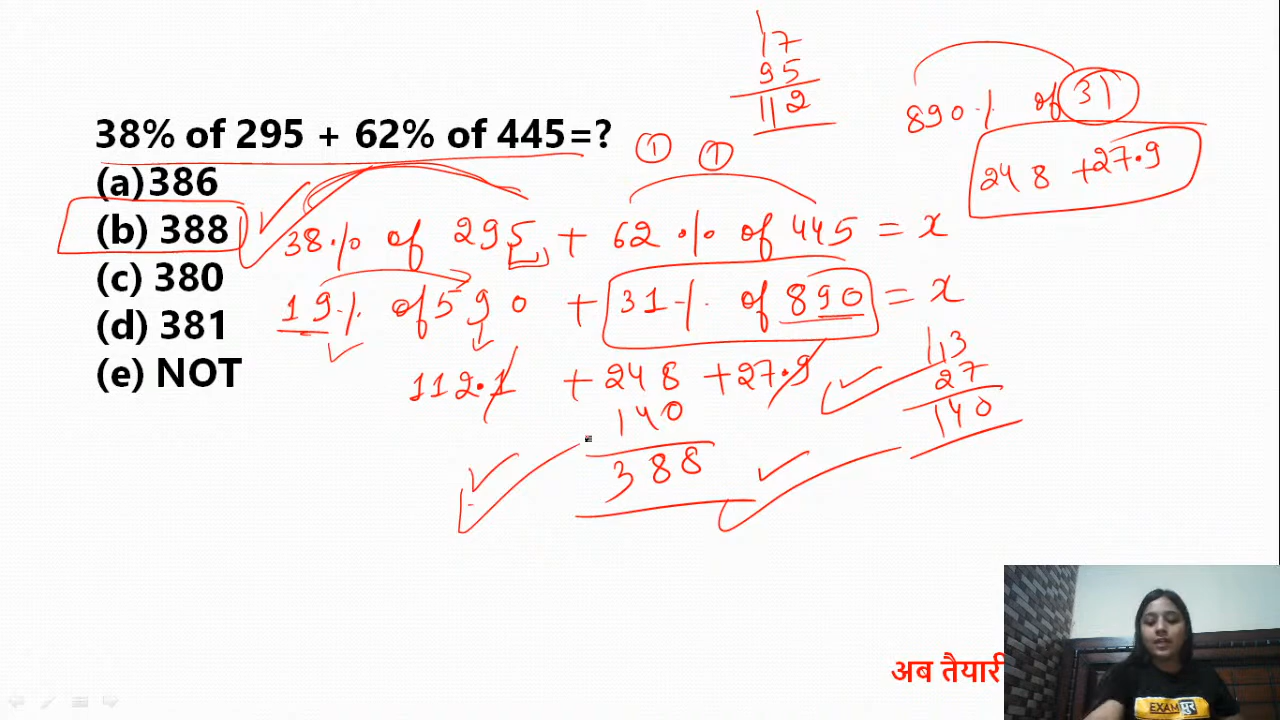 38% of 295 + 62% of 445=?
(a)386
(b) 388
(c) 380
(d) 381
(e) NOT
17
95
112
890% of 31
248 +27.9
1 1
38% of 295 + 62% of 445 = x
19% of 590 + 31% of 890 = x
112.1 + 248 + 27.9
140
388
113
27
140
अब तैयारी
EXAM